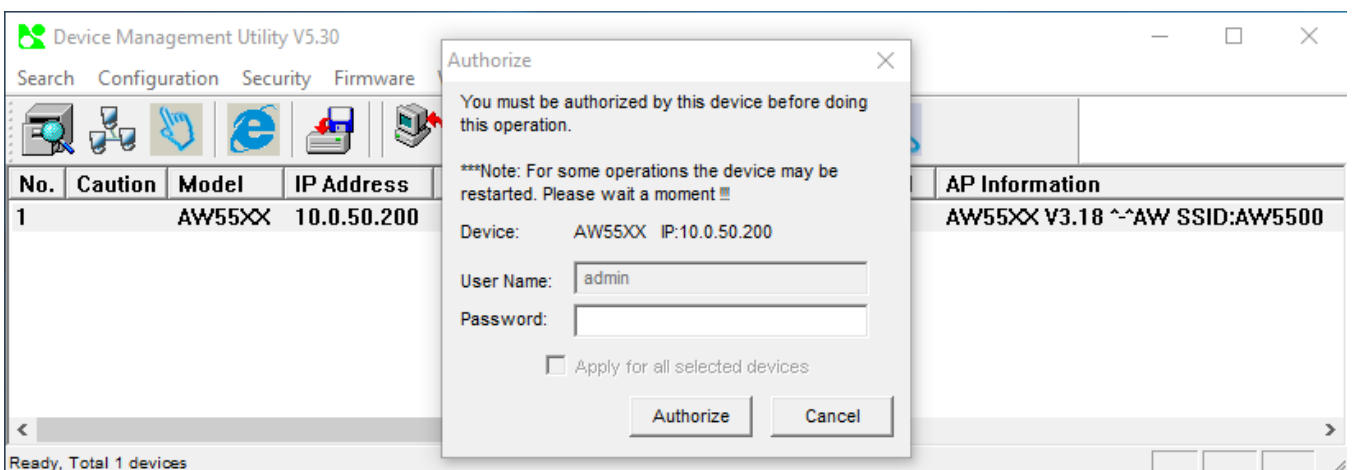 Device Management Utility V5.30
Search Configuration Security Firmware
Authorize
You must be authorized by this device before doing
this operation.
***Note: For some operations the device may be
restarted. Please wait a moment !!!
Device: AW55XX IP:10.0.50.200
User Name: admin
Password:
Apply for all selected devices
Authorize Cancel
No. Caution Model IP Address AP Information
1 AW55XX 10.0.50.200 AW55XX V3.18 ^-^AW SSID:AW5500
Ready, Total 1 devices